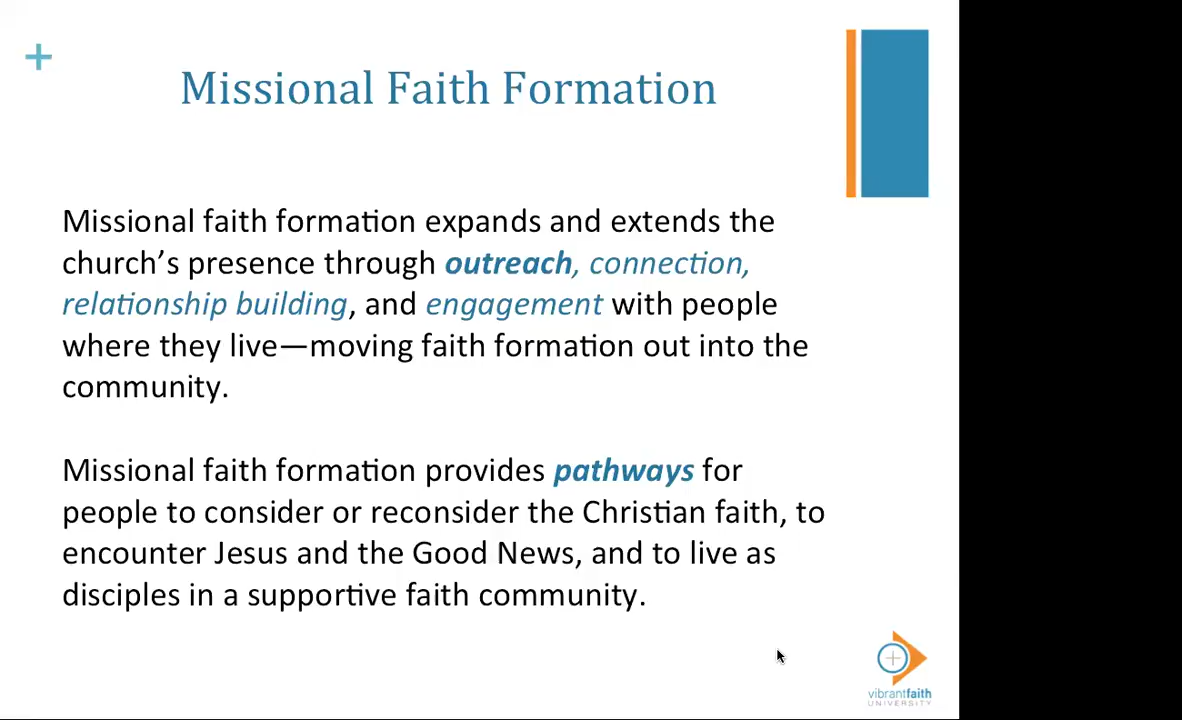 +
Missional Faith Formation
Missional faith formation expands and extends the
church's presence through outreach, connection,
relationship building, and engagement with people
where they live—moving faith formation out into the
community.
Missional faith formation provides pathways for
people to consider or reconsider the Christian faith, to
encounter Jesus and the Good News, and to live as
disciples in a supportive faith community.
vibrantfaith
UNIVERSITY